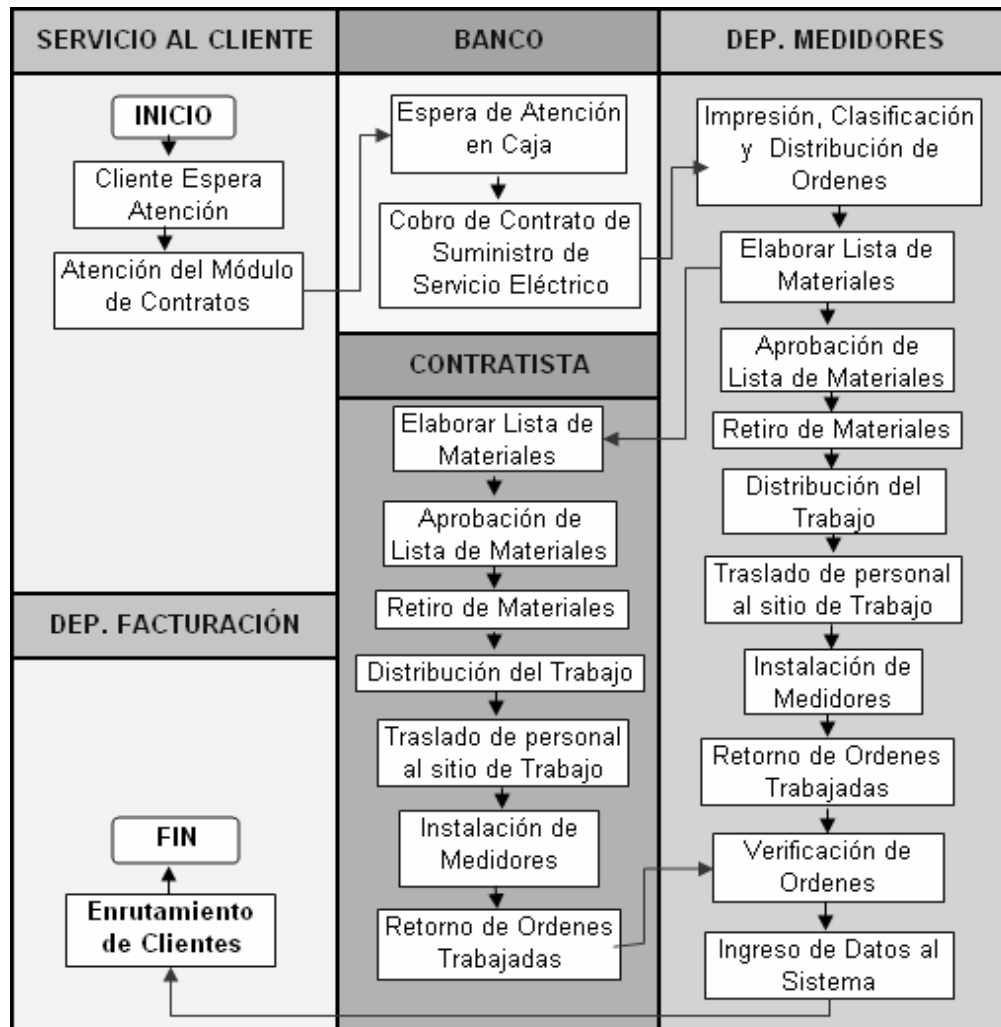 SERVICIO AL CLIENTE
INICIO
Cliente Espera
Atención
Atención del Módulo
de Contratos
BANCO
Espera de Atención
en Caja
Cobro de Contrato de
Suministro de
Servicio Eléctrico
DEP. MEDIDORES
Impresión, Clasificación
y Distribución de
Ordenes
Elaborar Lista de
Materiales
Aprobación de
Lista de Materiales
Retiro de Materiales
Distribución del
Trabajo
Traslado de personal
al sitio de Trabajo
Instalación de
Medidores
Retorno de Ordenes
Trabajadas
Verificación de
Ordenes
Ingreso de Datos al
Sistema
CONTRATISTA
Elaborar Lista de
Materiales
Aprobación de
Lista de Materiales
Retiro de Materiales
Distribución del Trabajo
Traslado de personal
al sitio de Trabajo
Instalación de
Medidores
Retorno de Ordenes
Trabajadas
DEP. FACTURACIÓN
FIN
Enrutamiento
de Clientes